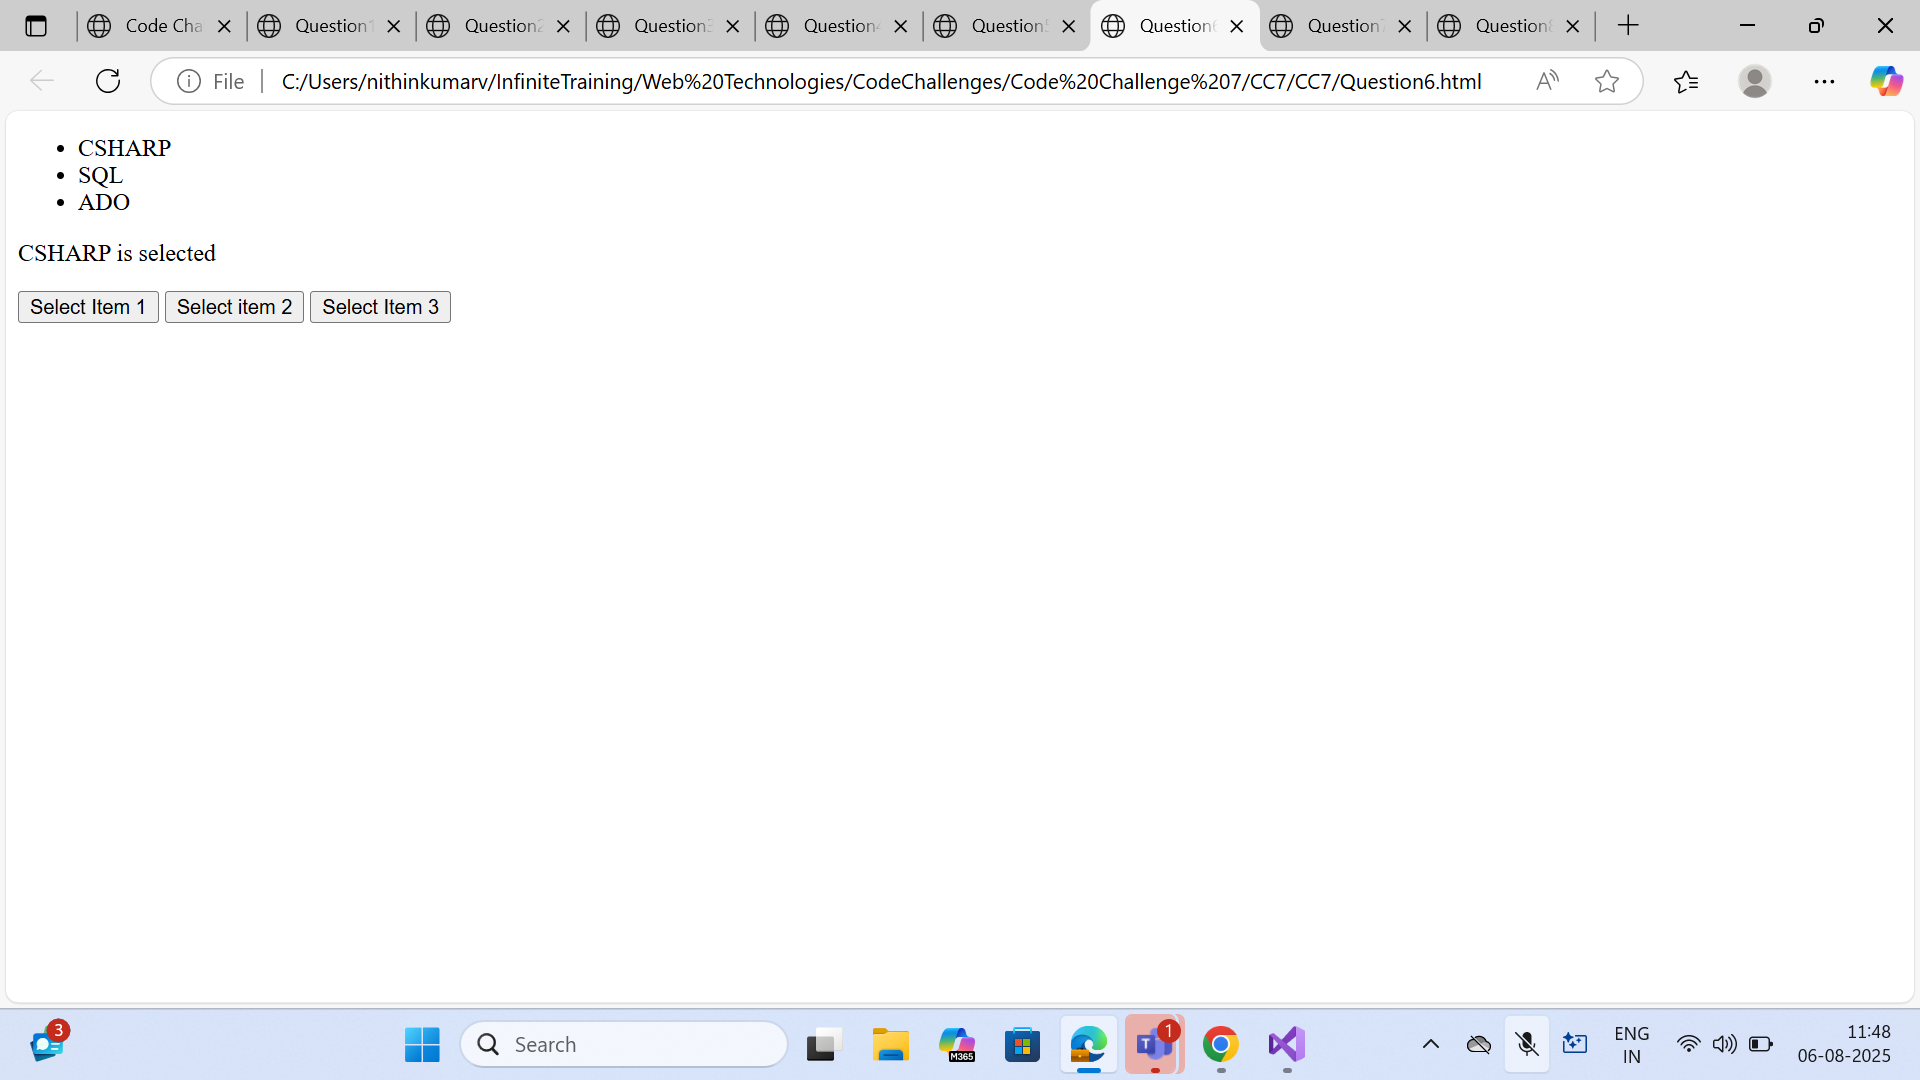 Code Cha
Question1
Question2
Question3
Question4
Question5
Question6
Question7
Question8
File
C:/Users/nithinkumarv/InfiniteTraining/Web%20Technologies/CodeChallenges/Code%20Challenge%207/CC7/CC7/Question6.html
• CSHARP
• SQL
• ADO
CSHARP is selected
Select Item 1 Select item 2 Select Item 3
3
Search
M365
T
1
ENG
IN
11:48
06-08-2025